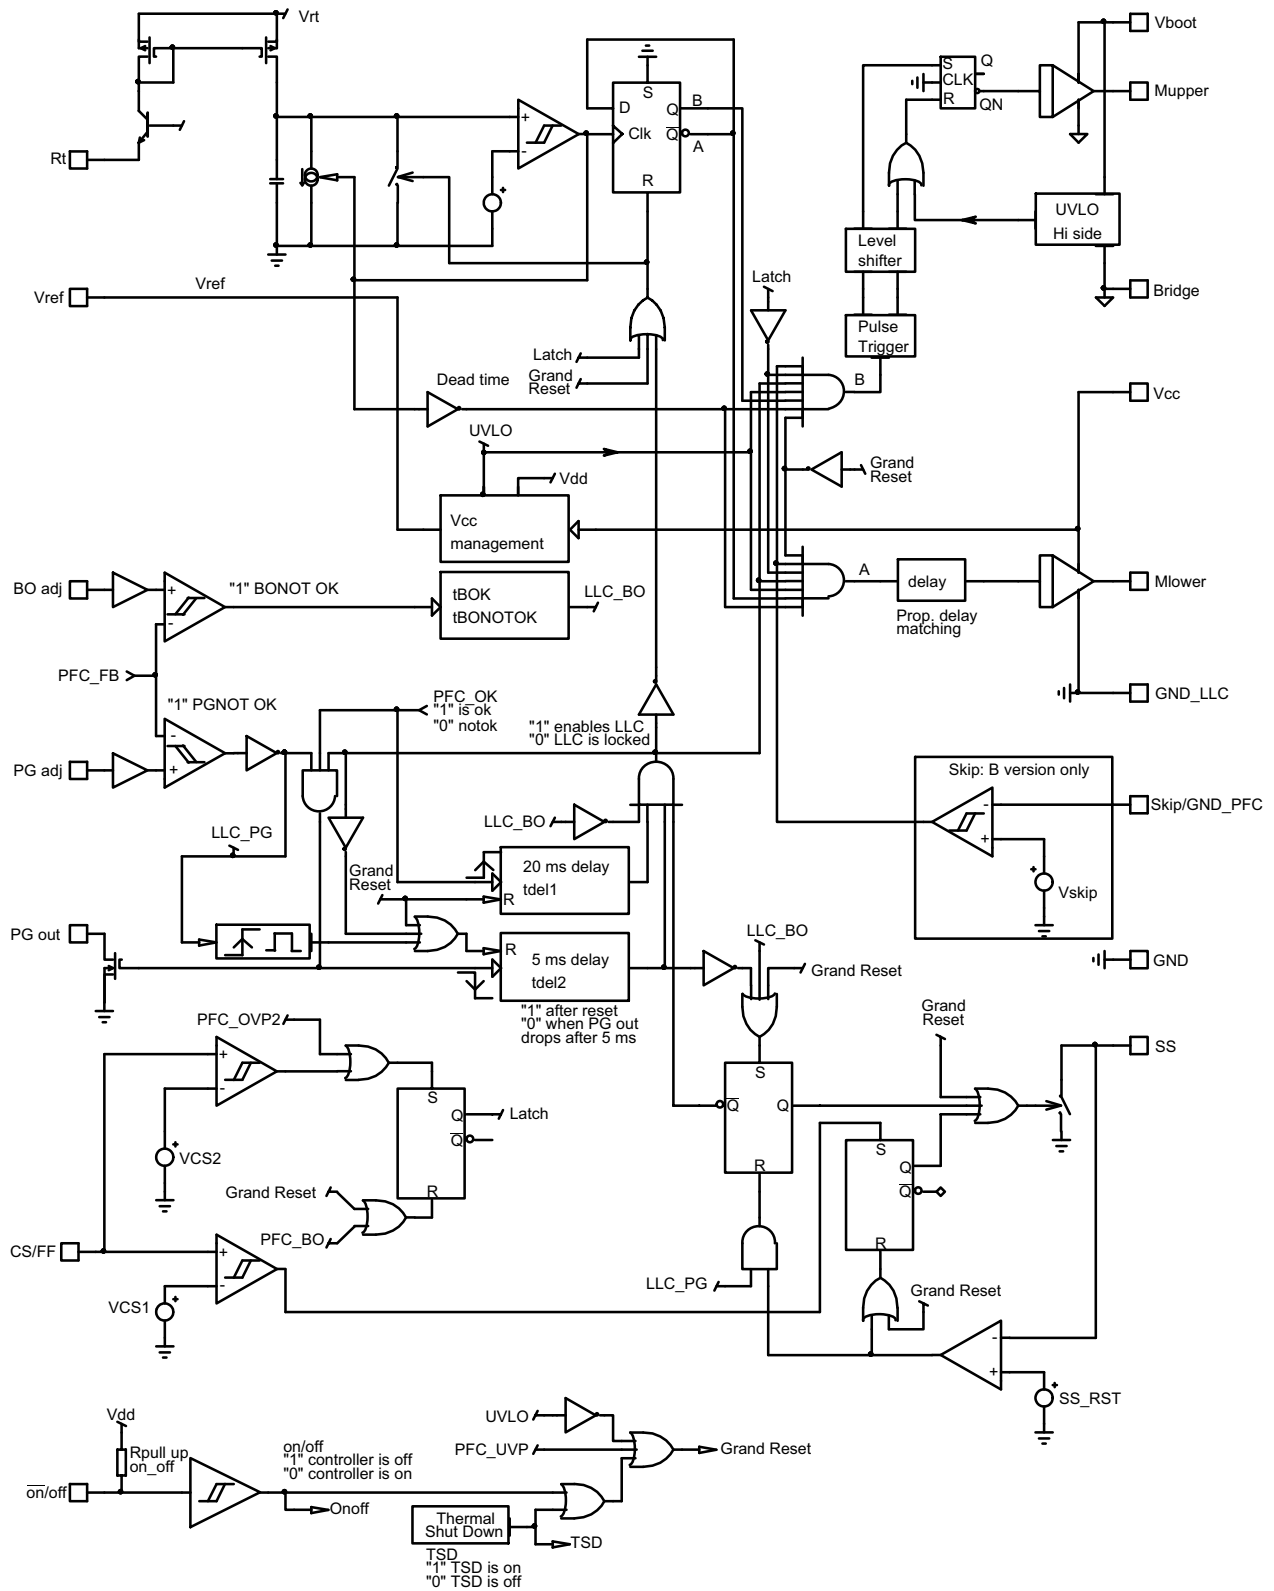 Vrt
Vboot
S
Q
CLK
R
QN
Mupper
+
-
S
D
Q
B
Clk
Q
A
R
Rt
+
UVLO
Hi side
Level
shifter
Latch
Bridge
Vref
Vref
Pulse
Trigger
Latch
Grand
Reset
Dead time
B
Vcc
UVLO
Grand
Reset
Vdd
Vcc
management
BO adj
+
-
"1" BONOT OK
tBOK
tBONOTOK
LLC_BO
A
delay
Mlower
Prop. delay
matching
PFC_FB
"1" PGNOT OK
PFC_OK
"1" is ok
"0" notok
GND_LLC
"1" enables LLC
"0" LLC is locked
-
+
PG adj
Skip: B version only
-
+
Skip/GND_PFC
LLC_BO
LLC_PG
Grand
Reset
20 ms delay
tdel1
R
+
Vskip
PG out
R
5 ms delay
tdel2
LLC_BO
Grand Reset
GND
"1" after reset
"0" when PG out
drops after 5 ms
Grand
Reset
PFC_OVP2
+
-
SS
S
Q
Latch
Q
R
S
Q
Q
R
+
VCS2
S
Q
Q
R
Grand Reset
PFC_BO
CS/FF
+
-
LLC_PG
Grand Reset
+
VCS1
-
+
+
SS_RST
Vdd
UVLO
Rpull up
on_off
on/off
"1" controller is off
"0" controller is on
PFC_UVP
Grand Reset
on/off
Onoff
Thermal
Shut Down
TSD
TSD
"1" TSD is on
"0" TSD is off